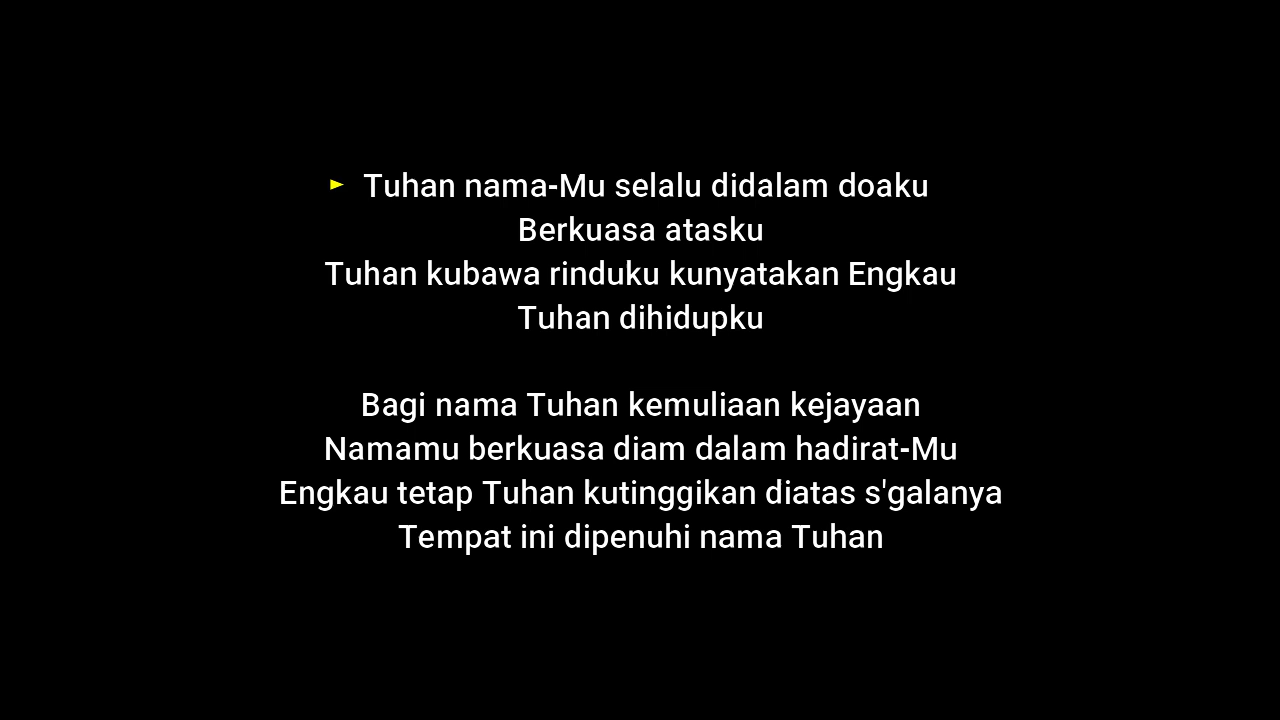 ► Tuhan nama-Mu selalu didalam doaku
Berkuasa atasku
Tuhan kubawa rinduku kunyatakan Engkau
Tuhan dihidupku

Bagi nama Tuhan kemuliaan kejayaan
Namamu berkuasa diam dalam hadirat-Mu
Engkau tetap Tuhan kutinggikan diatas s'galanya
Tempat ini dipenuhi nama Tuhan